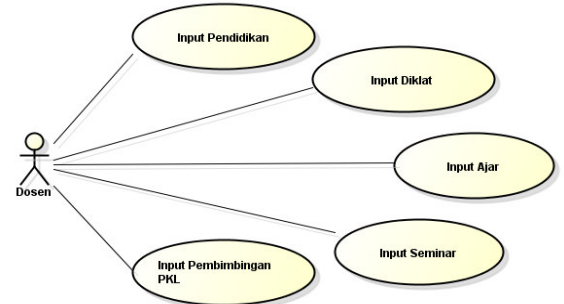 Input Pendidikan
Input Diklat
Input Ajar
Dosen
Input Seminar
Input Pembimbingan
PKL